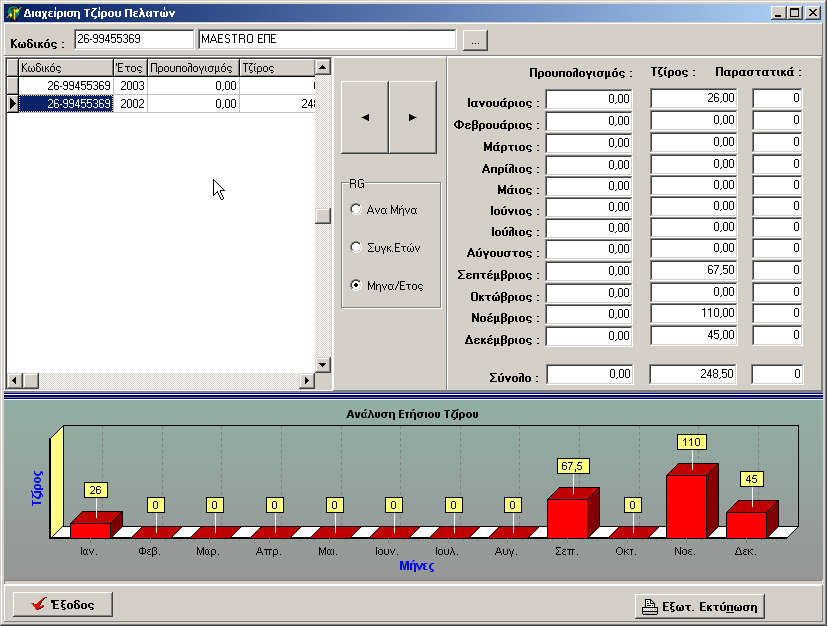 Διαχείριση Τζίρου Πελατών
Κωδικός : 26-99455369 MAESTRO ΕΠΕ ...
Κωδικός Έτος Προυπολογισμός Τζίρος
26-99455369 2003 0,00
26-99455369 2002 0,00 248
RG
Ανα Μήνα
Συγκ.Ετών
Μηνα/Ετος
Προυπολογισμός : Τζίρος : Παραστατικά :
Ιανουάριος : 0,00 26,00 0
Φεβρουάριος : 0,00 0,00 0
Μάρτιος : 0,00 0,00 0
Απρίλιος : 0,00 0,00 0
Μάιος : 0,00 0,00 0
Ιούνιος : 0,00 0,00 0
Ιούλιος : 0,00 0,00 0
Αύγουστος : 0,00 0,00 0
Σεπτέμβριος : 0,00 67,50 0
Οκτώβριος : 0,00 0,00 0
Νοέμβριος : 0,00 110,00 0
Δεκέμβριος : 0,00 45,00 0
Σύνολο : 0,00 248,50 0
Ανάλυση Ετήσιου Τζίρου
Τζίρος
26 0 0 0 0 0 0 0 67,5 0 110 45
Ιαν. Φεβ. Μαρ. Απρ. Μαι. Ιουν. Ιουλ. Αυγ. Σεπ. Οκτ. Νοε. Δεκ.
Μήνες
Έξοδος
Εξωτ. Εκτύπωση